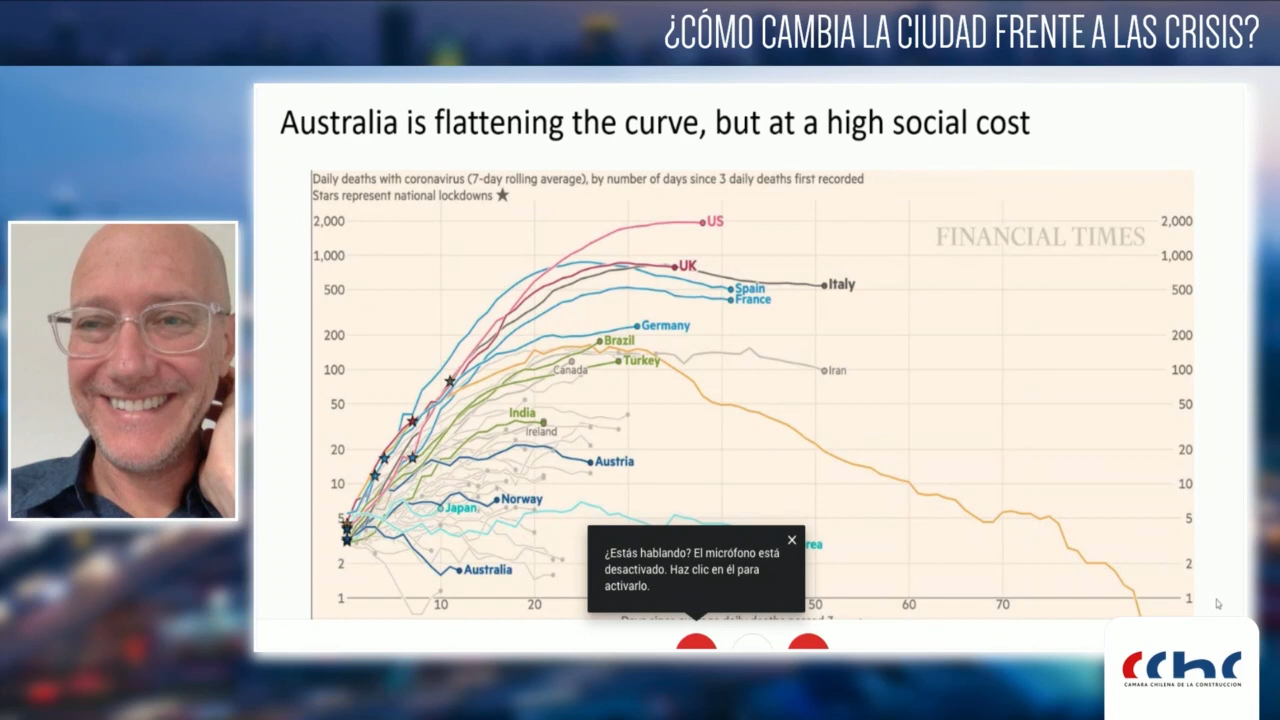 ¿CÓMO CAMBIA LA CIUDAD FRENTE A LAS CRISIS?
Australia is flattening the curve, but at a high social cost
Daily deaths with coronavirus (7-day rolling average), by number of days since 3 daily deaths first recorded
Stars represent national lockdowns ★
FINANCIAL TIMES
2,000
1,000
500
200
100
50
20
10
5
2
1
US
UK
Italy
Spain
France
Germany
Brazil
Turkey
Canada
Iran
India
Ireland
Austria
Norway
Japan
rea
Australia
2,000
1,000
500
200
100
50
20
10
5
2
1
10
20
50
60
70
¿Estás hablando? El micrófono está
desactivado. Haz clic en él para
activarlo.
CChC
CAMARA CHILENA DE LA CONSTRUCCION